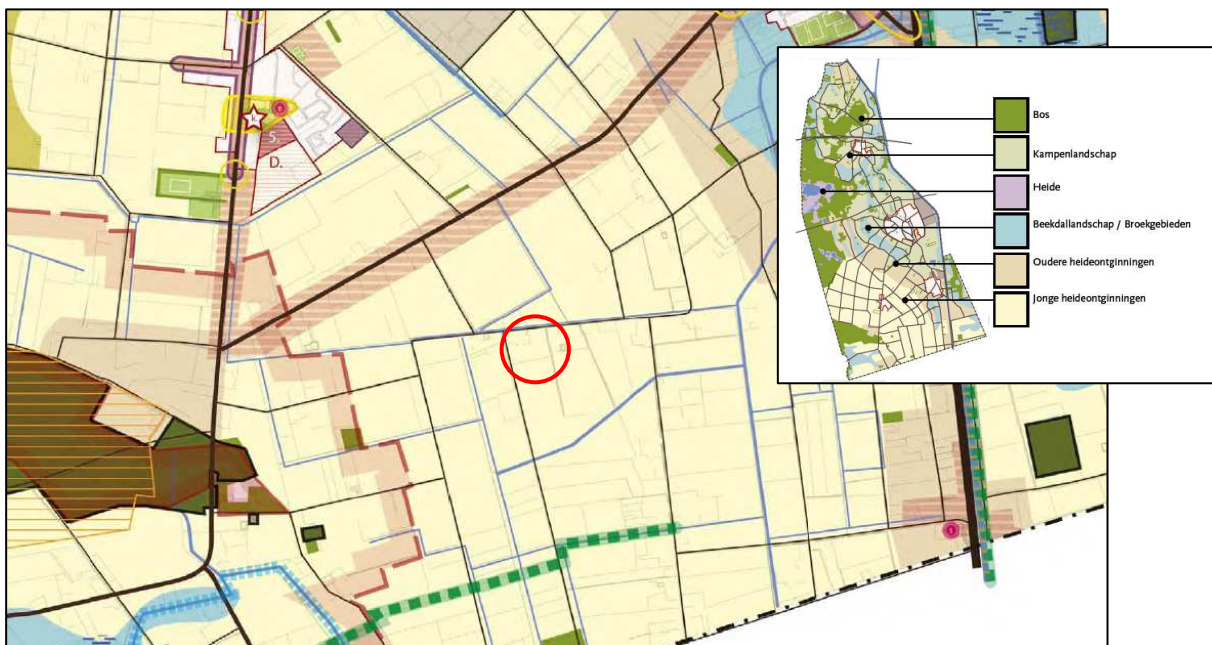 k
S.
D.
Bos
Kampenlandschap
Heide
Beekdallandschap / Broekgebieden
Oudere heideontginningen
Jonge heideontginningen